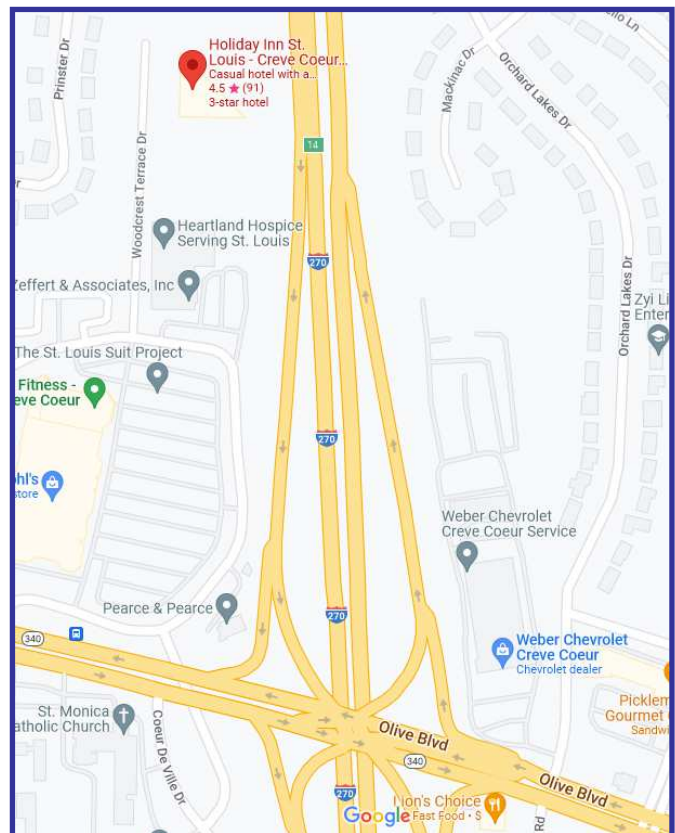 Holiday Inn St.
Louis - Creve Coeur...
Casual hotel with a...
4.5 ★ (91)
3-star hotel
Prinster Dr
Woodcrest Terrace Dr
Mackinac Dr
Orchard Lakes Dr
14
Heartland Hospice
Serving St. Louis
270
Zeffert & Associates, Inc
Orchard Lakes Dr
Zyi Li
Enter
The St. Louis Suit Project
Fitness -
eve Coeur
270
ohl's
store
Weber Chevrolet
Creve Coeur Service
Pearce & Pearce
270
340
Weber Chevrolet
Creve Coeur
Chevrolet dealer
St. Monica
atholic Church
Coeur De Ville Dr
Olive Blvd
340
Picklem
Gourmet
Sandwi
Olive Blvd
270
Google
Lion's Choice
Fast Food · $
Rd